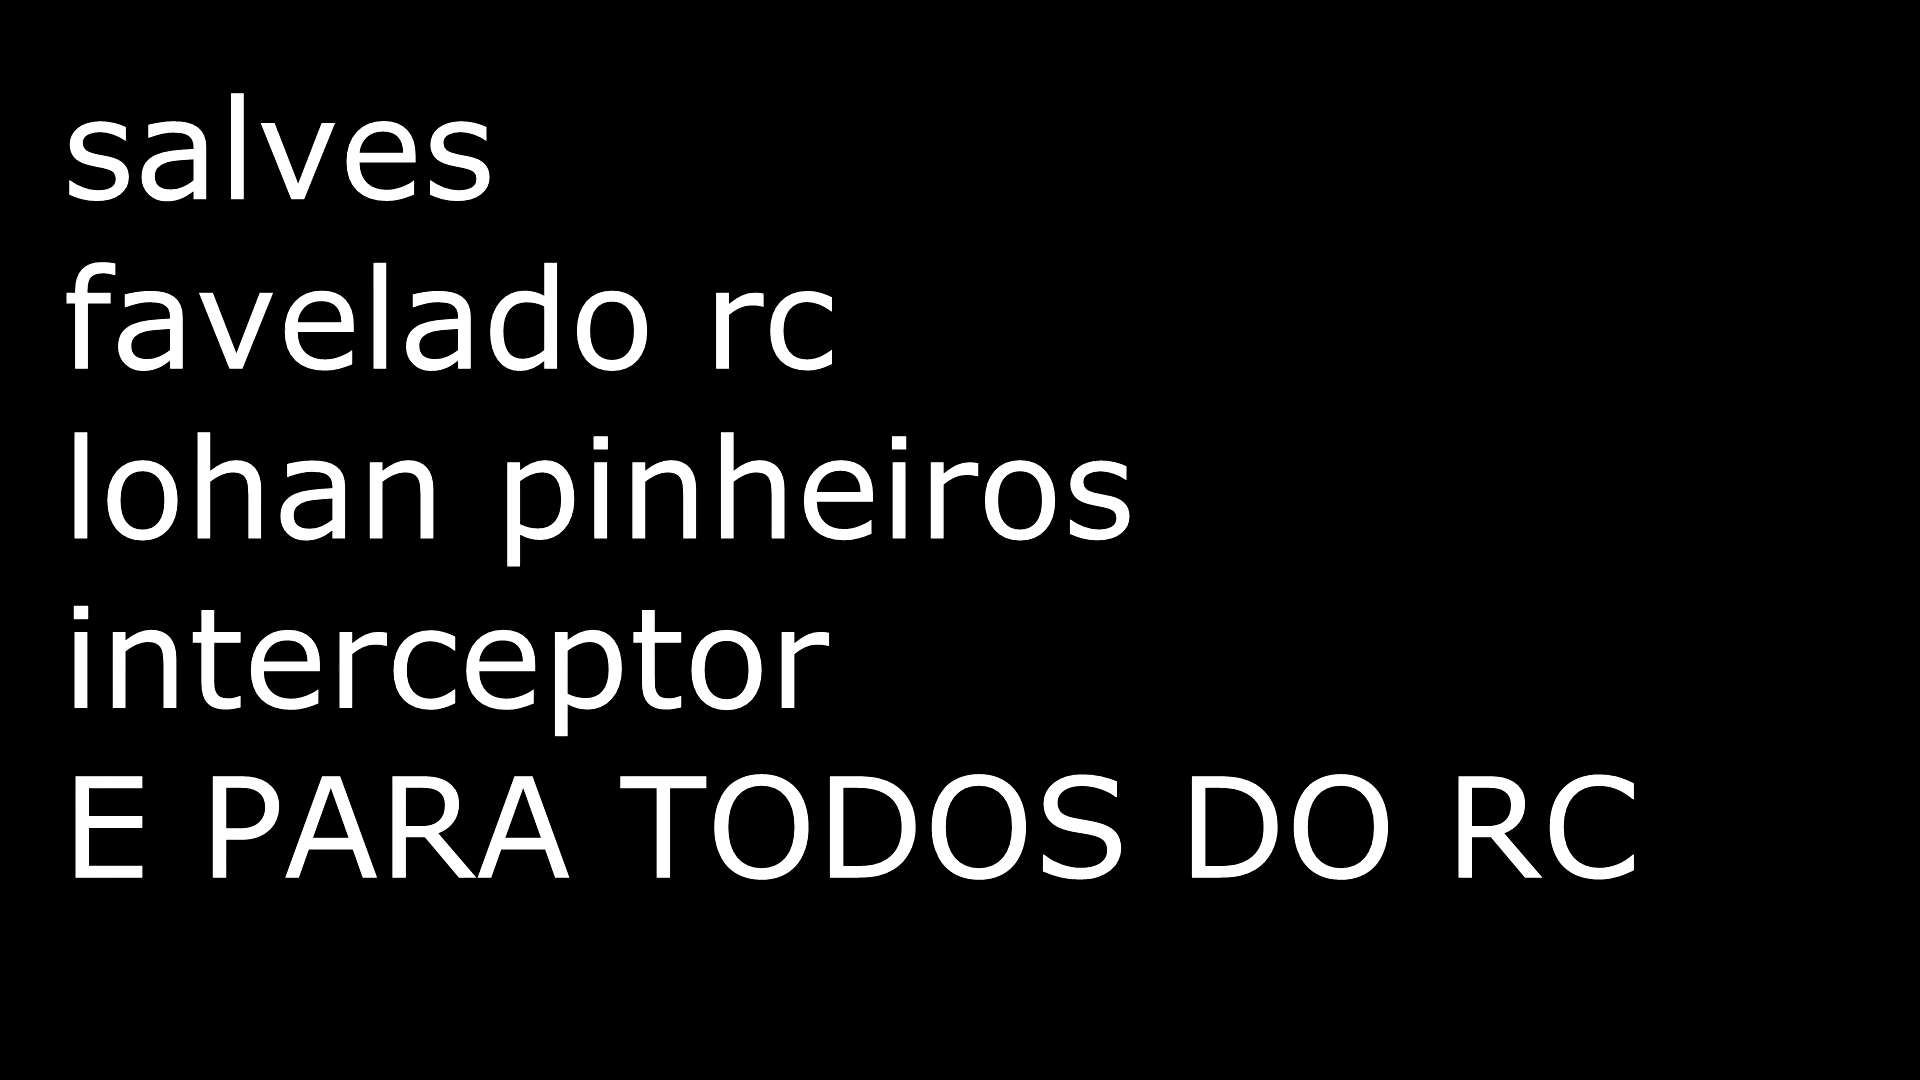 salves
favelado rc
lohan pinheiros
interceptor
E PARA TODOS DO RC